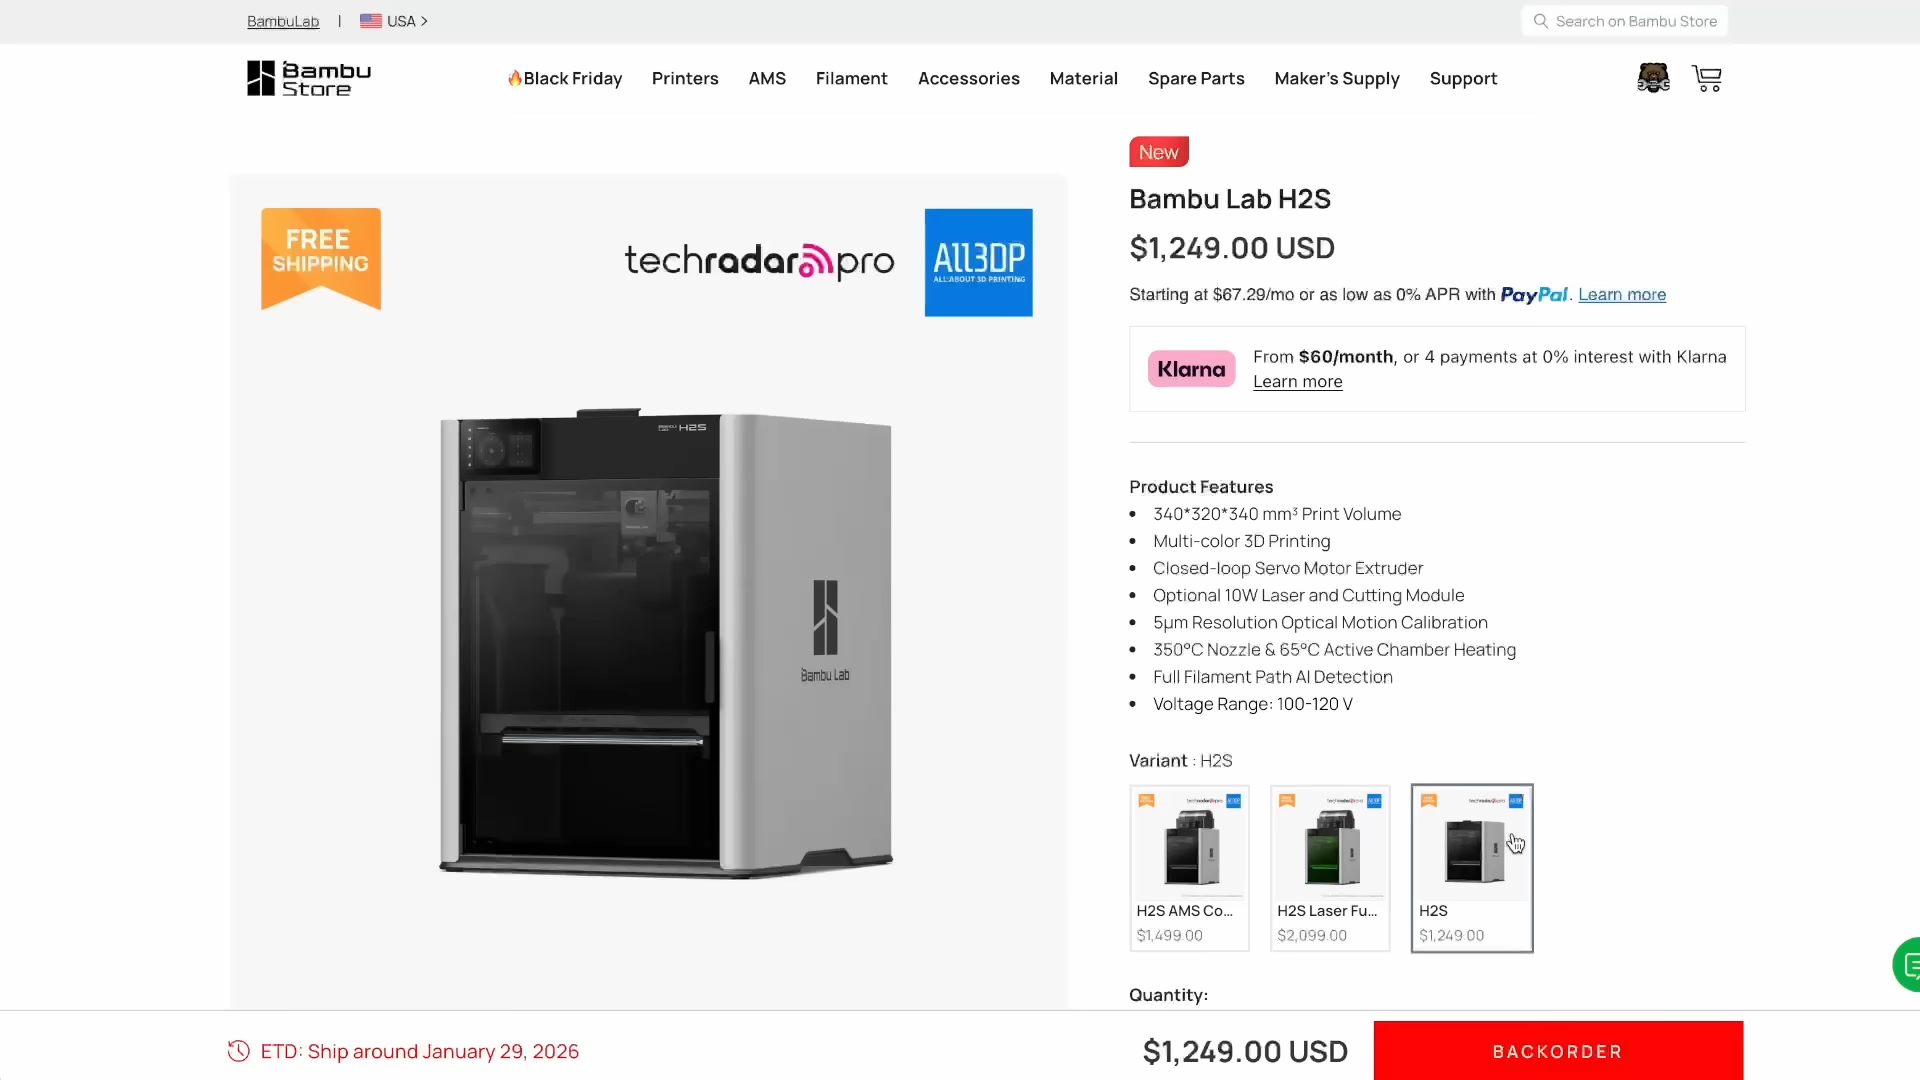 BambuLab | USA
Search on Bambu Store
Bambu Store
🔥Black Friday Printers AMS Filament Accessories Material Spare Parts Maker's Supply Support
New
Bambu Lab H2S
$1,249.00 USD
Starting at $67.29/mo or as low as 0% APR with PayPal. Learn more
Klarna
From $60/month, or 4 payments at 0% interest with Klarna
Learn more
FREE
SHIPPING
techradar pro
All3DP
ALL ABOUT 3D PRINTING
H2S
Bambu Lab
Product Features
• 340*320*340 mm³ Print Volume
• Multi-color 3D Printing
• Closed-loop Servo Motor Extruder
• Optional 10W Laser and Cutting Module
• 5μm Resolution Optical Motion Calibration
• 350°C Nozzle & 65°C Active Chamber Heating
• Full Filament Path AI Detection
• Voltage Range: 100-120 V
Variant : H2S
H2S AMS Co...
$1,499.00
H2S Laser Fu...
$2,099.00
H2S
$1,249.00
Quantity:
ETD: Ship around January 29, 2026
$1,249.00 USD
BACKORDER